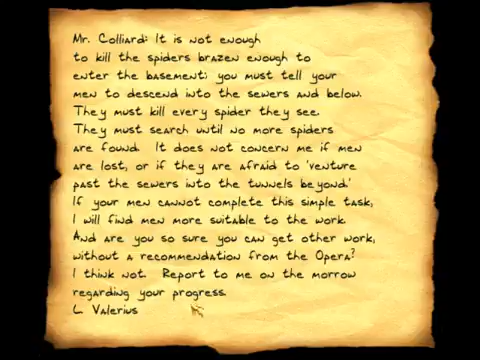 Mr. Colliard: It is not enough
to kill the spiders brazen enough to
enter the basement; you must tell your
men to descend into the sewers and below.
They must kill every spider they see.
They must search until no more spiders
are found. It does not concern me if men
are lost, or if they are afraid to 'venture
past the sewers into the tunnels beyond.'
If your men cannot complete this simple task,
I will find men more suitable to the work.
And are you so sure you can get other work,
without a recommendation from the Opera?
I think not. Report to me on the morrow
regarding your progress.
L. Valerius